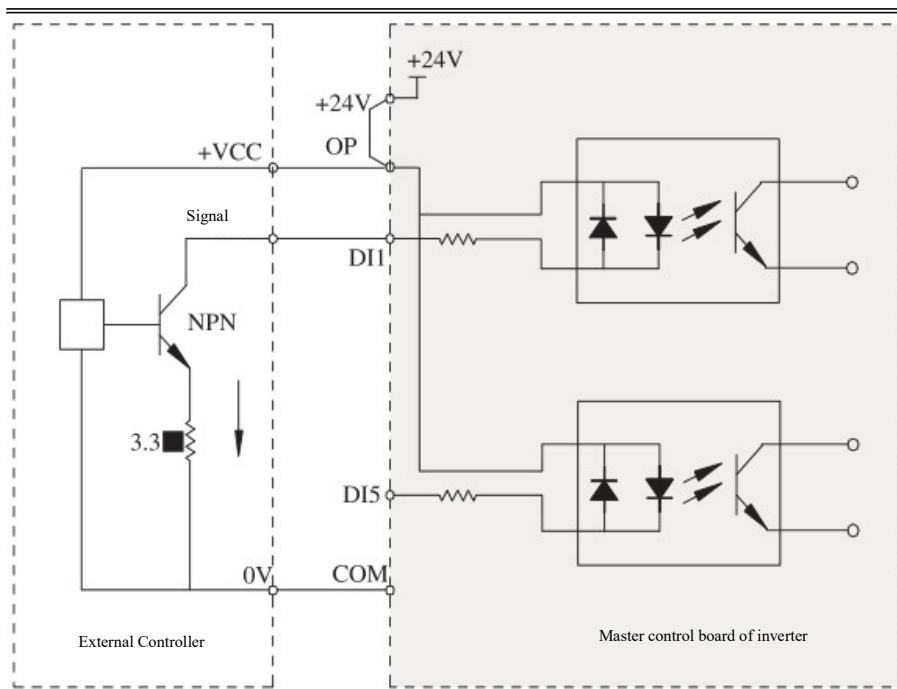 +24V
+24V
OP
+VCC
Signal
DI1
NPN
3.3■
DI5
0V
COM
External Controller
Master control board of inverter